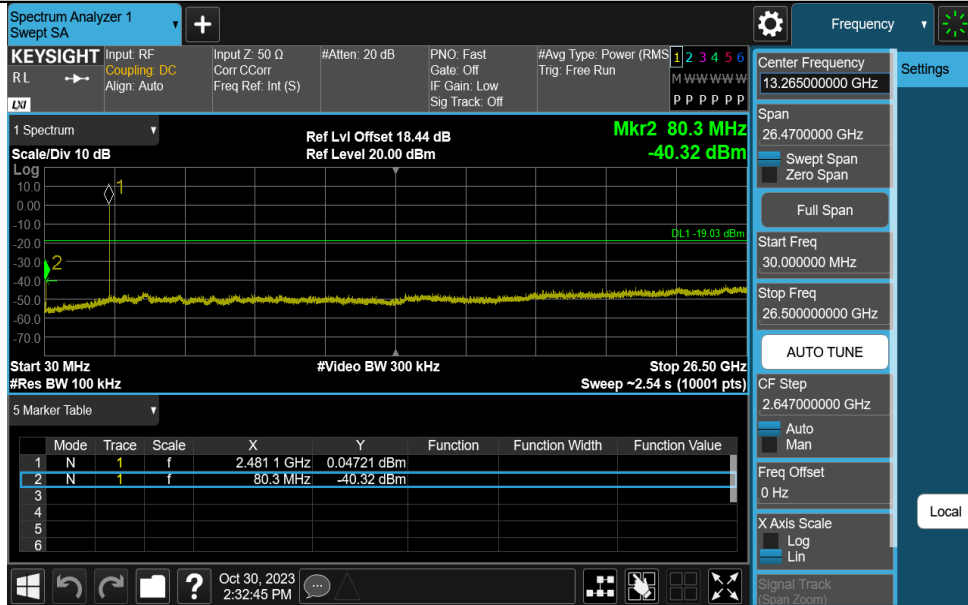 Spectrum Analyzer 1
Swept SA
Frequency
KEYSIGHT
R L
LXI
Input: RF
Coupling: DC
Align: Auto
Input Z: 50 Ω
Corr CCorr
Freq Ref: Int (S)
#Atten: 20 dB
PNO: Fast
Gate: Off
IF Gain: Low
Sig Track: Off
#Avg Type: Power (RMS
Trig: Free Run
1 2 3 4 5 6
M W W W W W
P P P P P P
Center Frequency
13.265000000 GHz
Settings
Span
26.4700000 GHz
Swept Span
Zero Span
Full Span
Start Freq
30.000000 MHz
Stop Freq
26.500000000 GHz
AUTO TUNE
CF Step
2.647000000 GHz
Auto
Man
Freq Offset
0 Hz
X Axis Scale
Log
Lin
Signal Track
(Span Zoom)
Local
1 Spectrum
Scale/Div 10 dB
Ref Lvl Offset 18.44 dB
Ref Level 20.00 dBm
Mkr2 80.3 MHz
-40.32 dBm
Log
10.0
0.00
-10.0
-20.0
-30.0
-40.0
-50.0
-60.0
-70.0
1
2
DL1 -19.03 dBm
Start 30 MHz
#Video BW 300 kHz
Stop 26.50 GHz
#Res BW 100 kHz
Sweep ~2.54 s (10001 pts)
5 Marker Table
Mode Trace Scale X Y Function Function Width Function Value
1 N 1 f 2.481 1 GHz 0.04721 dBm
2 N 1 f 80.3 MHz -40.32 dBm
3
4
5
6
?
Oct 30, 2023
2:32:45 PM